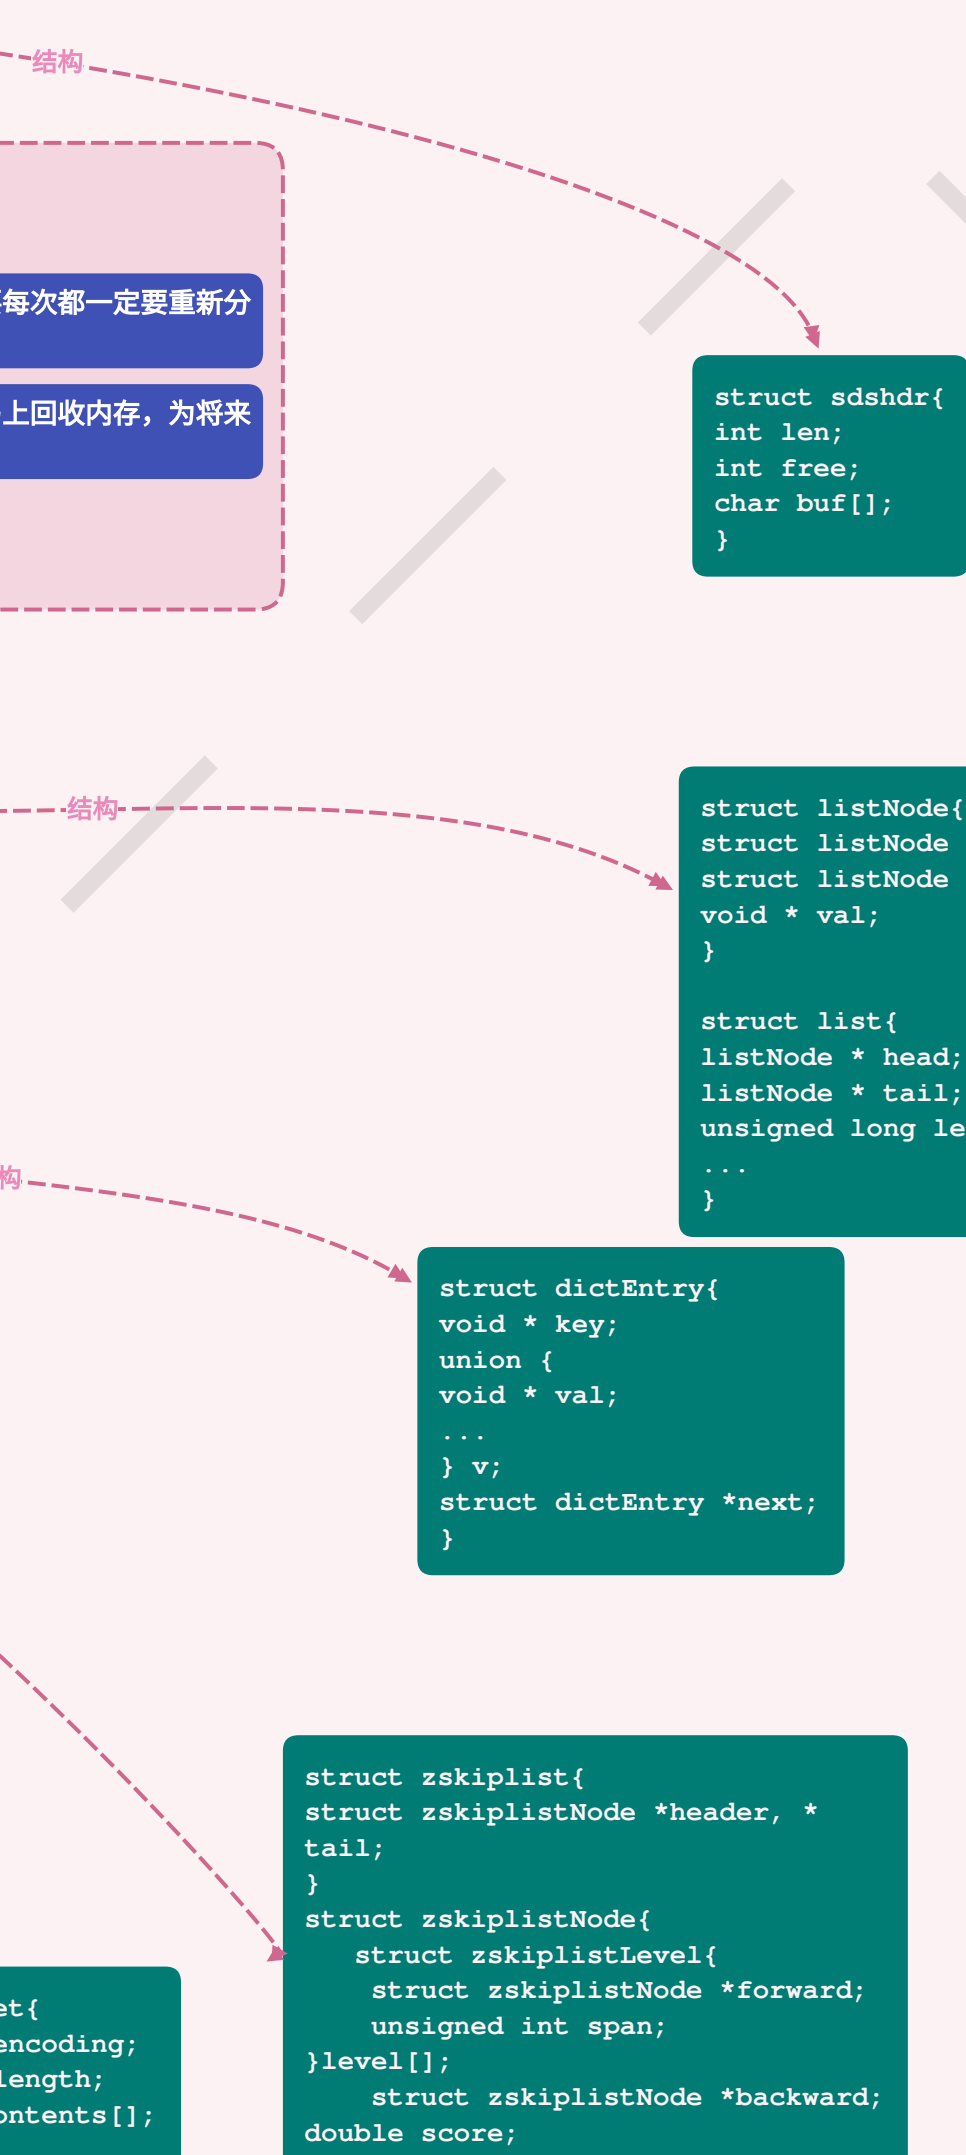 结构
每次都一定要重新分
上回收内存，为将来
struct sdshdr{
int len;
int free;
char buf[];
}
结构
struct listNode{
struct listNode
struct listNode
void * val;
}
struct list{
listNode * head;
listNode * tail;
unsigned long le
...
}
构
struct dictEntry{
void * key;
union {
void * val;
...
} v;
struct dictEntry *next;
}
struct zskiplist{
struct zskiplistNode *header, *
tail;
}
struct zskiplistNode{
struct zskiplistLevel{
struct zskiplistNode *forward;
unsigned int span;
}level[];
struct zskiplistNode *backward;
double score;
et{
encoding;
length;
ontents[];